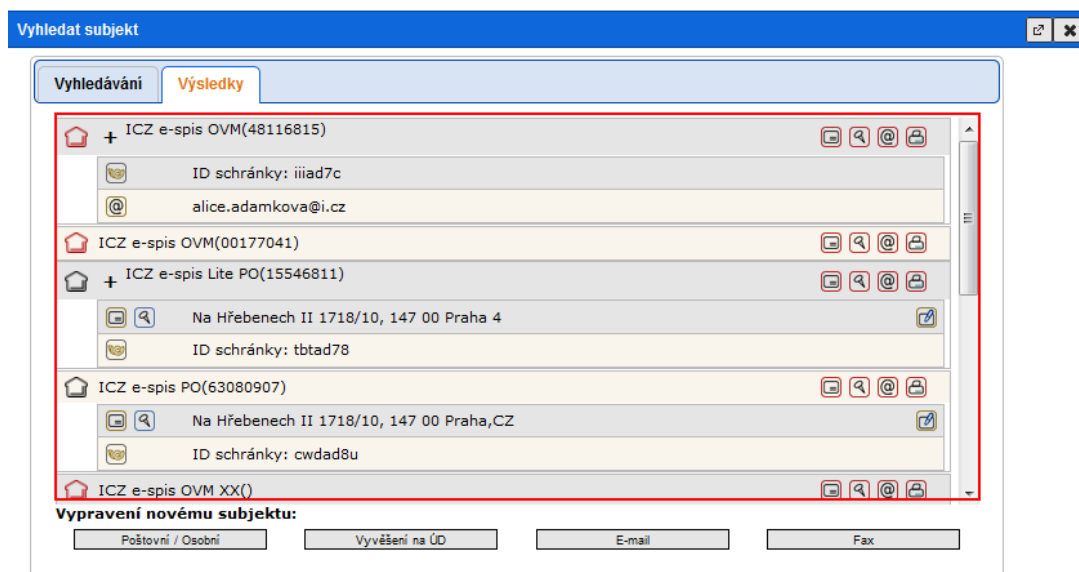 Vyhledat subjekt
Vyhledávání Výsledky
+ ICZ e-spis OVM(48116815)
ID schránky: iiiad7c
alice.adamkova@i.cz
ICZ e-spis OVM(00177041)
+ ICZ e-spis Lite PO(15546811)
Na Hřebenech II 1718/10, 147 00 Praha 4
ID schránky: tbtad78
ICZ e-spis PO(63080907)
Na Hřebenech II 1718/10, 147 00 Praha,CZ
ID schránky: cwdad8u
ICZ e-spis OVM XX()
Vypravení novému subjektu:
Poštovní / Osobní Vyvěšení na ÚD E-mail Fax